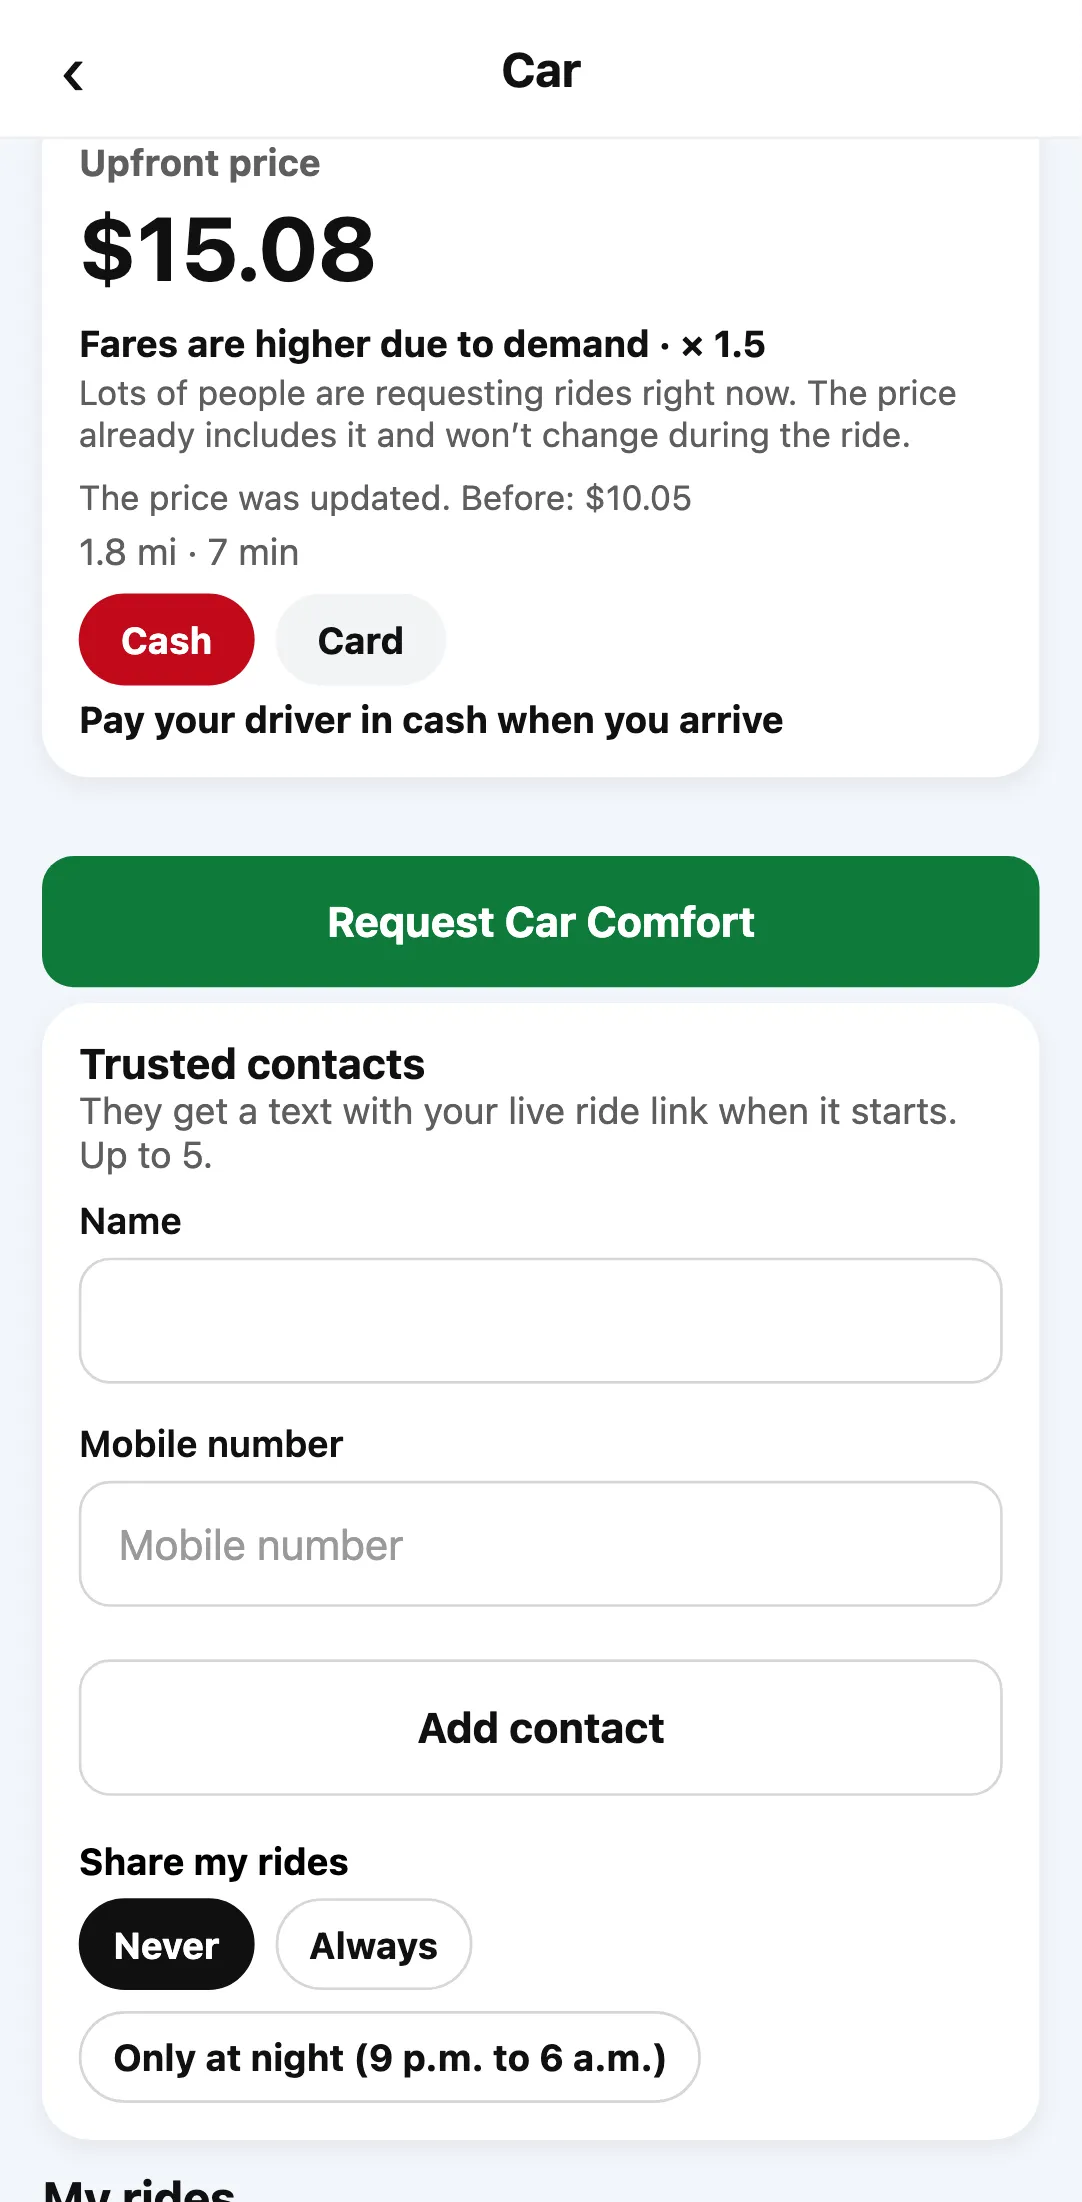 Car
Upfront price
$15.08
Fares are higher due to demand · × 1.5
Lots of people are requesting rides right now. The price
already includes it and won’t change during the ride.
The price was updated. Before: $10.05
1.8 mi · 7 min
Cash
Card
Pay your driver in cash when you arrive
Request Car Comfort
Trusted contacts
They get a text with your live ride link when it starts.
Up to 5.
Name
Mobile number
Mobile number
Add contact
Share my rides
Never
Always
Only at night (9 p.m. to 6 a.m.)
My rides